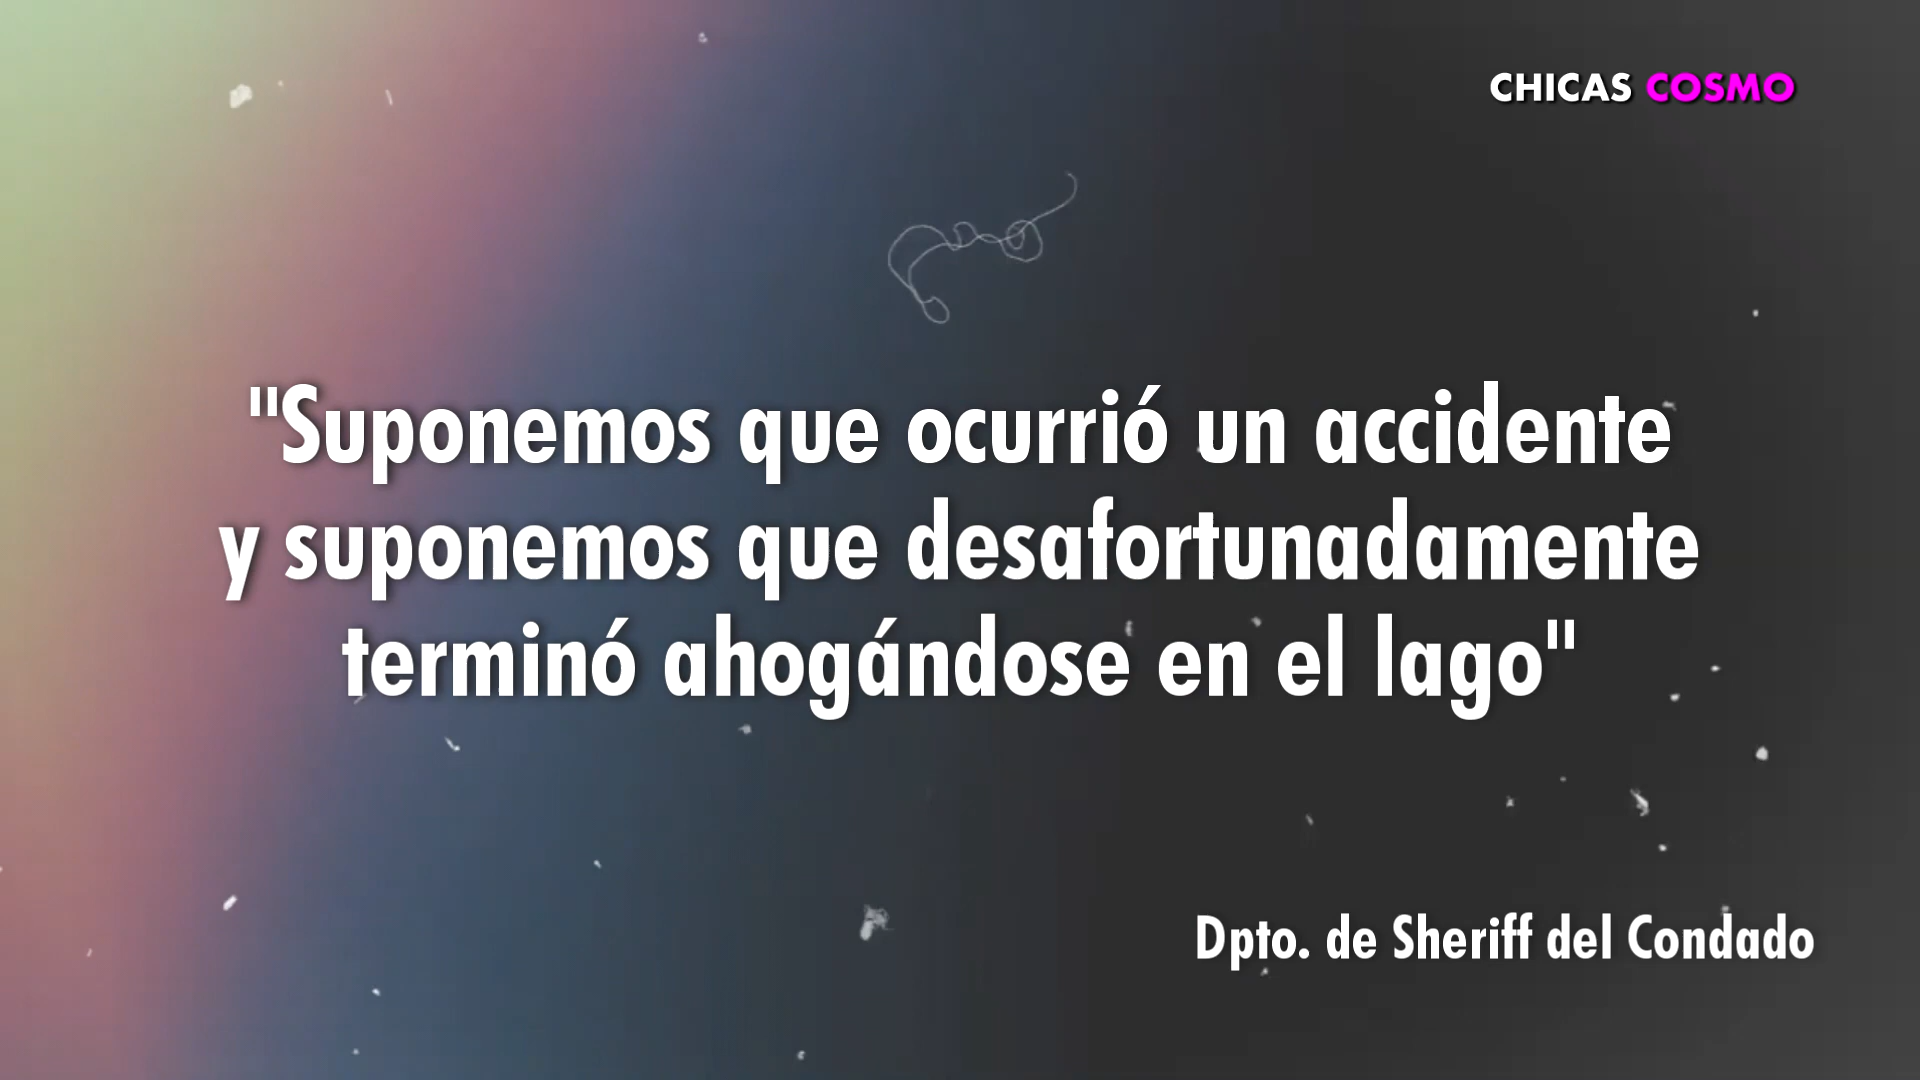 CHICAS COSMO
"Suponemos que ocurrió un accidente
y suponemos que desafortunadamente
terminó ahogándose en el lago"
Dpto. de Sheriff del Condado